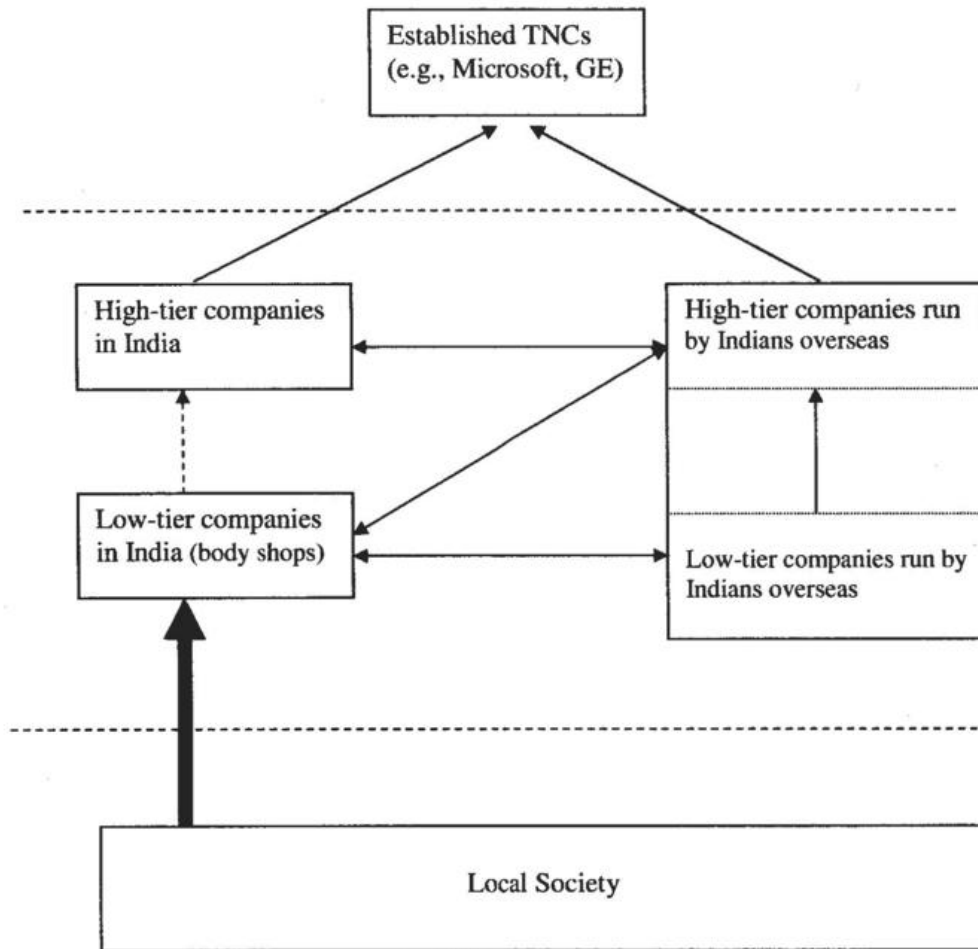 Established TNCs
(e.g., Microsoft, GE)
High-tier companies
in India
High-tier companies run
by Indians overseas
Low-tier companies
in India (body shops)
Low-tier companies run by
Indians overseas
Local Society